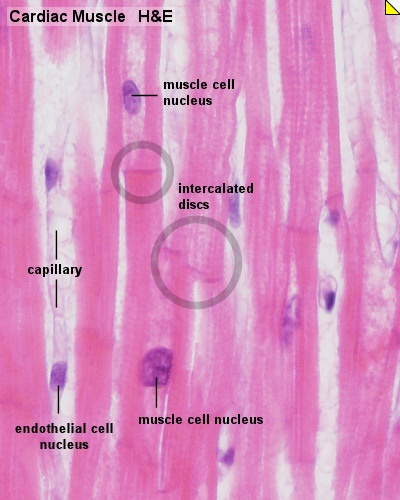 Cardiac Muscle H&E
muscle cell
nucleus
intercalated
discs
capillary
muscle cell nucleus
endothelial cell
nucleus